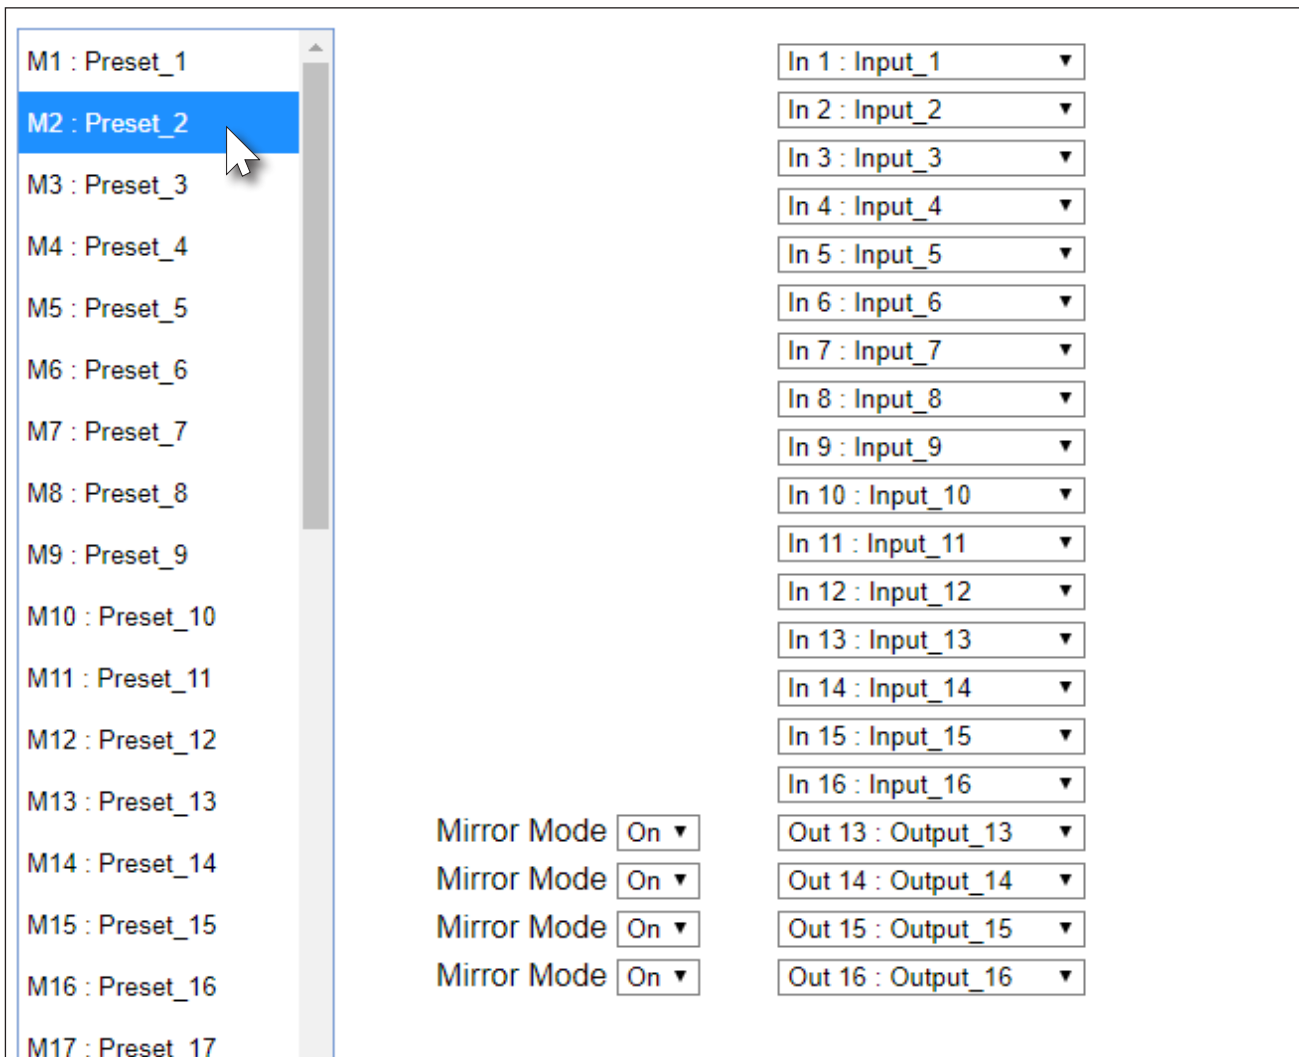 M1 : Preset_1
M2 : Preset_2
M3 : Preset_3
M4 : Preset_4
M5 : Preset_5
M6 : Preset_6
M7 : Preset_7
M8 : Preset_8
M9 : Preset_9
M10 : Preset_10
M11 : Preset_11
M12 : Preset_12
M13 : Preset_13
M14 : Preset_14
M15 : Preset_15
M16 : Preset_16
M17 : Preset_17
In 1 : Input_1
In 2 : Input_2
In 3 : Input_3
In 4 : Input_4
In 5 : Input_5
In 6 : Input_6
In 7 : Input_7
In 8 : Input_8
In 9 : Input_9
In 10 : Input_10
In 11 : Input_11
In 12 : Input_12
In 13 : Input_13
In 14 : Input_14
In 15 : Input_15
In 16 : Input_16
Mirror Mode On Out 13 : Output_13
Mirror Mode On Out 14 : Output_14
Mirror Mode On Out 15 : Output_15
Mirror Mode On Out 16 : Output_16